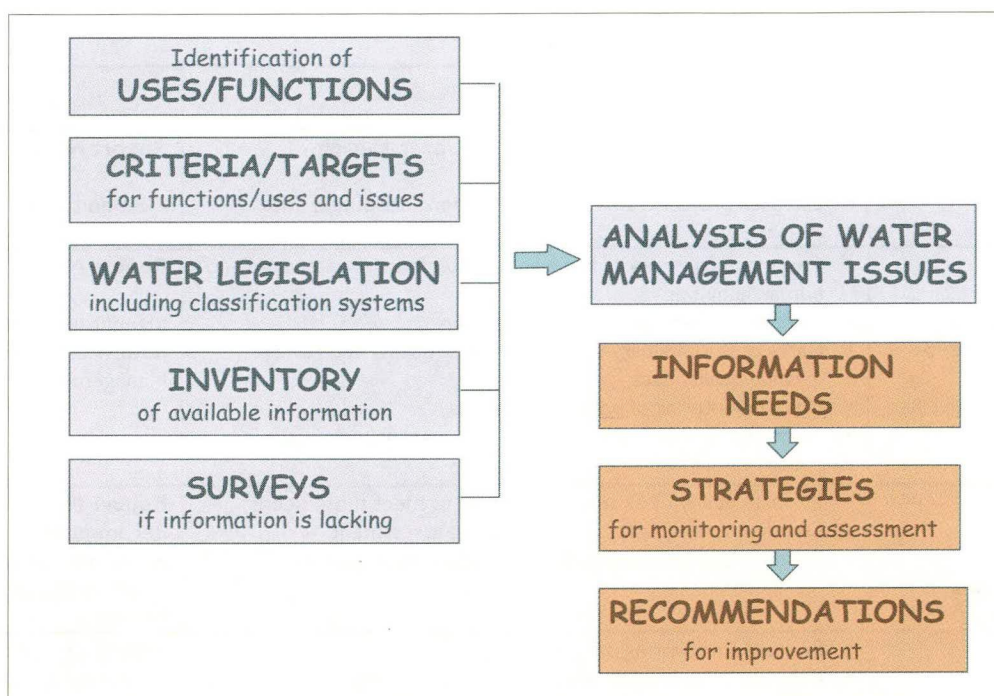 Identification of
USES/FUNCTIONS
CRITERIA/TARGETS
for functions/uses and issues
WATER LEGISLATION
including classification systems
INVENTORY
of available information
SURVEYS
if information is lacking
ANALYSIS OF WATER
MANAGEMENT ISSUES
INFORMATION
NEEDS
STRATEGIES
for monitoring and assessment
RECOMMENDATIONS
for improvement